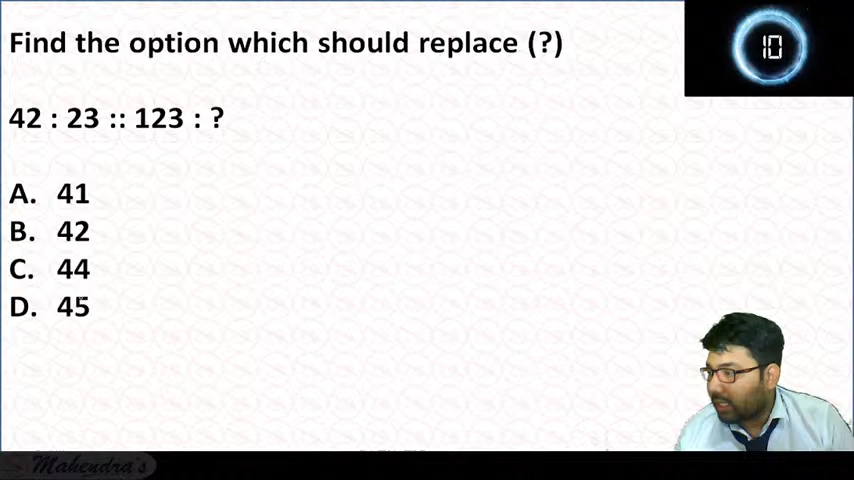 Find the option which should replace (?)
10
42 : 23 :: 123 : ?
A. 41
B. 42
C. 44
D. 45
Mahendra's